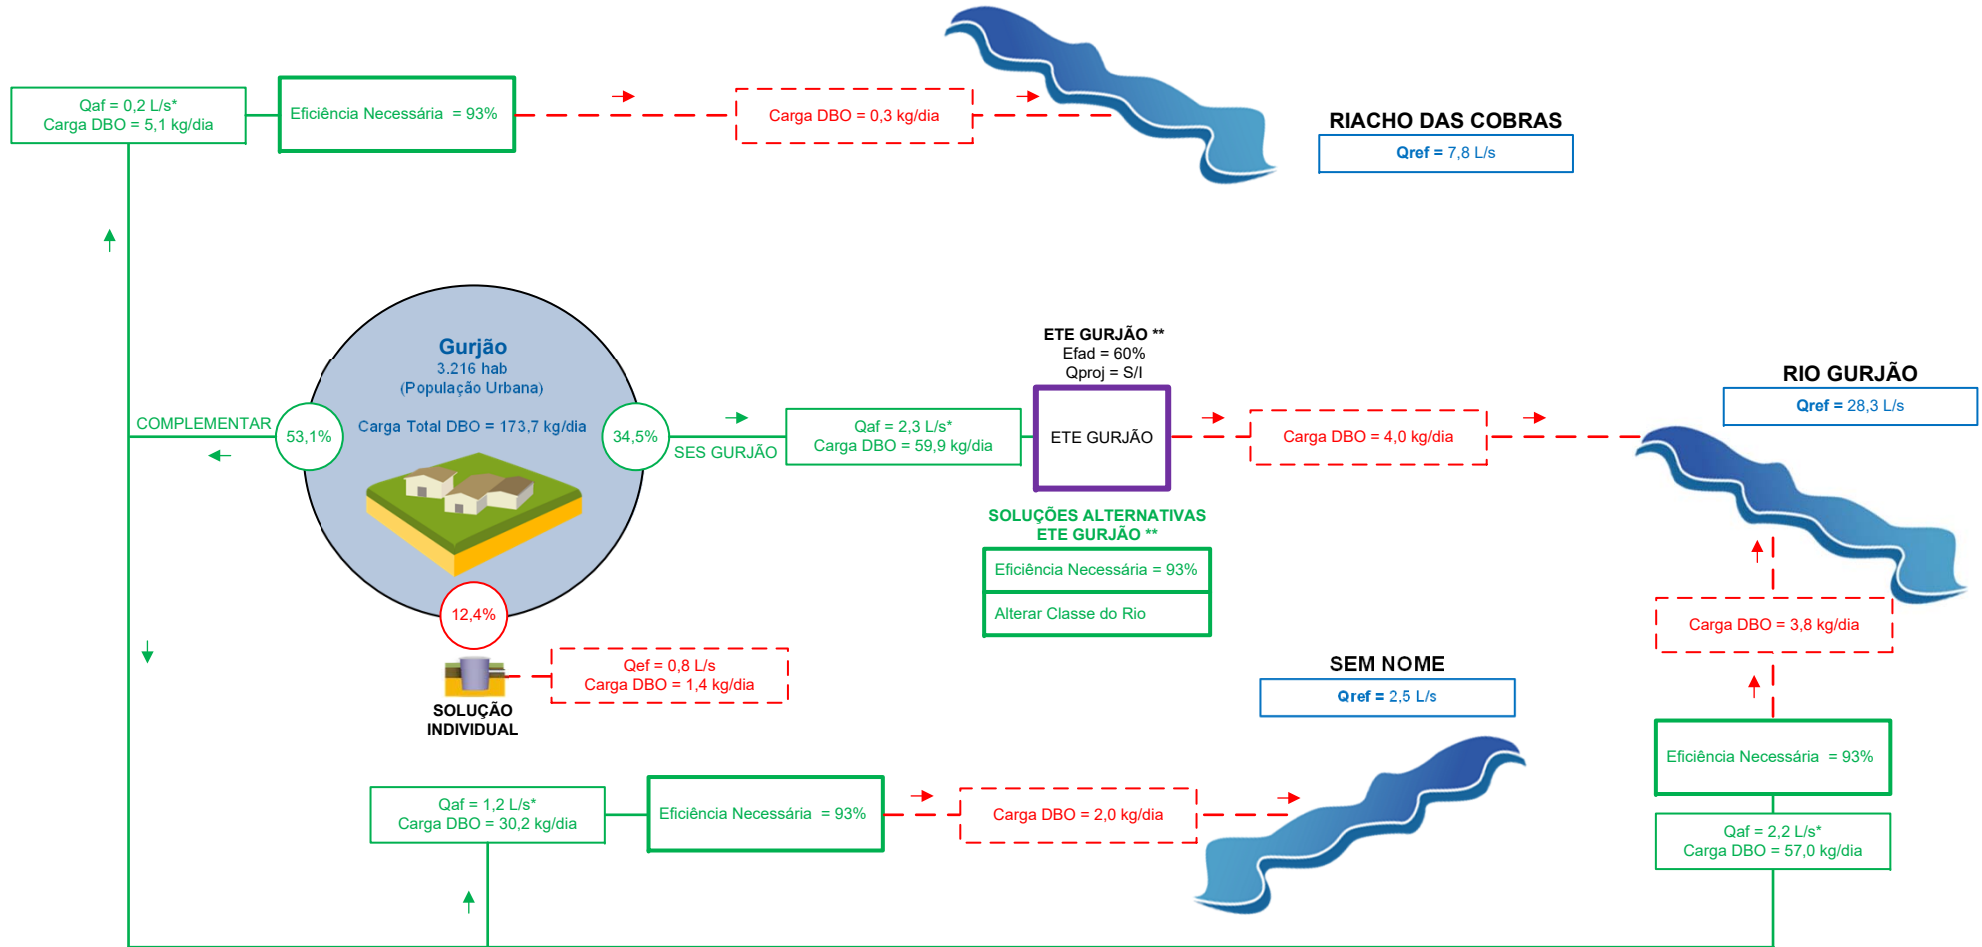 Qaf = 0,2 L/s*
Carga DBO = 5,1 kg/dia
Eficiência Necessária = 93%
Carga DBO = 0,3 kg/dia
RIACHO DAS COBRAS
Qref = 7,8 L/s
Gurjão
3.216 hab
(População Urbana)
Carga Total DBO = 173,7 kg/dia
COMPLEMENTAR
53,1%
34,5%
SES GURJÃO
Qaf = 2,3 L/s*
Carga DBO = 59,9 kg/dia
ETE GURJÃO **
Efad = 60%
Qproj = S/I
ETE GURJÃO
Carga DBO = 4,0 kg/dia
RIO GURJÃO
Qref = 28,3 L/s
SOLUÇÕES ALTERNATIVAS
ETE GURJÃO **
Eficiência Necessária = 93%
Alterar Classe do Rio
12,4%
Qef = 0,8 L/s
Carga DBO = 1,4 kg/dia
SOLUÇÃO
INDIVIDUAL
SEM NOME
Qref = 2,5 L/s
Carga DBO = 3,8 kg/dia
Eficiência Necessária = 93%
Qaf = 2,2 L/s*
Carga DBO = 57,0 kg/dia
Qaf = 1,2 L/s*
Carga DBO = 30,2 kg/dia
Eficiência Necessária = 93%
Carga DBO = 2,0 kg/dia